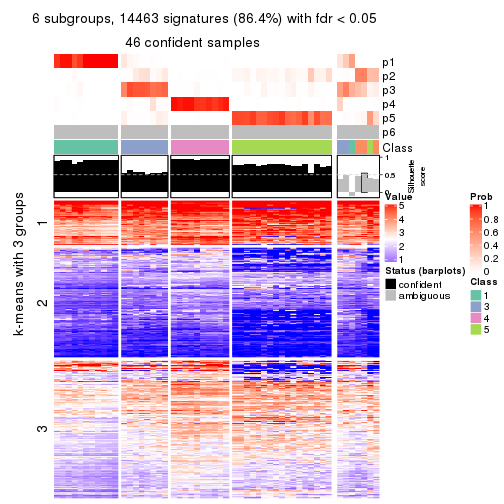 6 subgroups, 14463 signatures (86.4%) with fdr < 0.05
46 confident samples
p1
p2
p3
p4
p5
p6
Class
1
0.5
0
Silhouette
score
k-means with 3 groups
1
2
3
Value
5
4
3
2
1
Status (barplots)
confident
ambiguous
Prob
1
0.8
0.6
0.4
0.2
0
Class
1
3
4
5